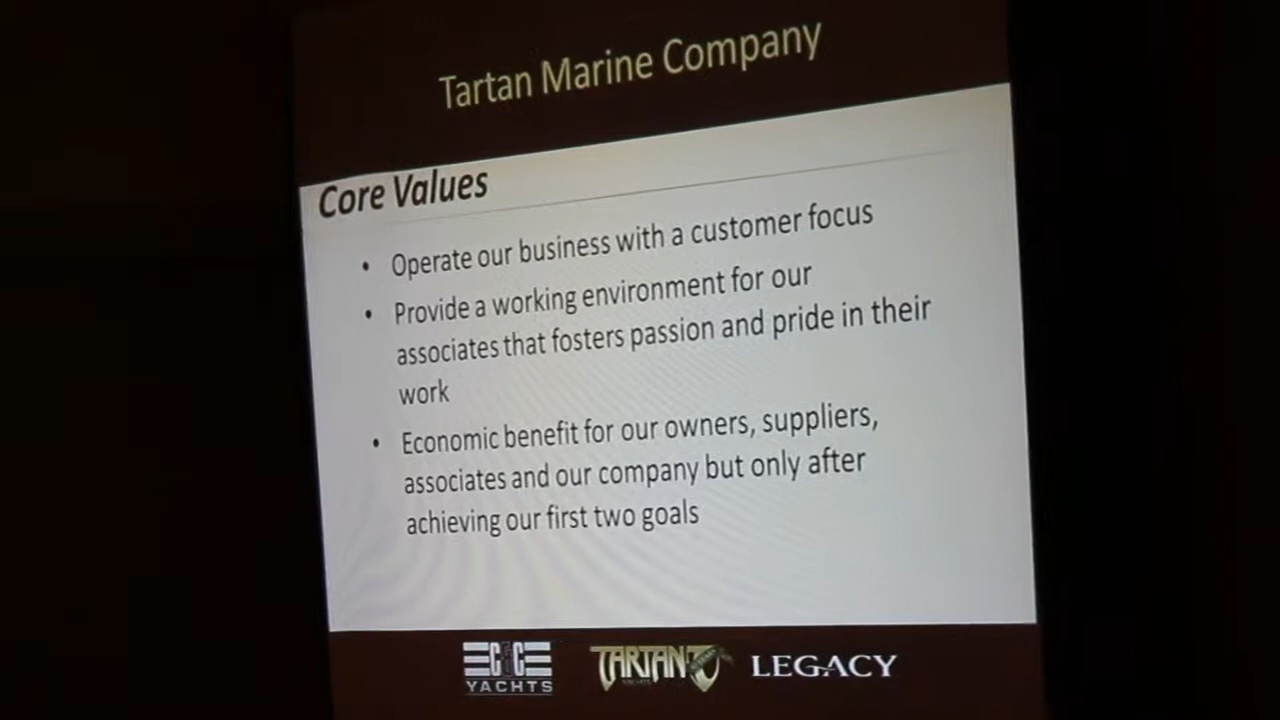 Tartan Marine Company
Core Values
• Operate our business with a customer focus
• Provide a working environment for our
associates that fosters passion and pride in their
work
• Economic benefit for our owners, suppliers,
associates and our company but only after
achieving our first two goals
C&C
YACHTS
TARTAN
YACHTS
LEGACY